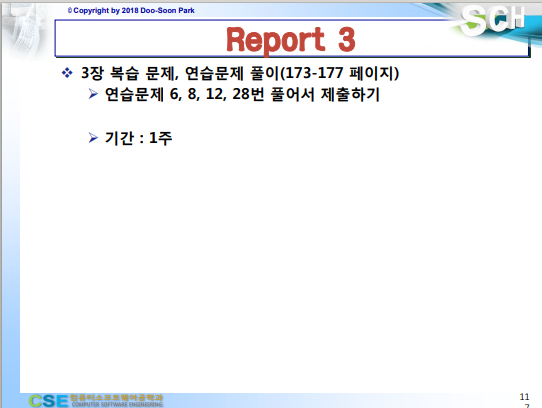 © Copyright by 2018 Doo-Soon Park
SCH
Report 3
❖ 3장 복습 문제, 연습문제 풀이(173-177 페이지)
➢ 연습문제 6, 8, 12, 28번 풀어서 제출하기
➢ 기간 : 1주
CSE 컴퓨터소프트웨어공학과
COMPUTER SOFTWARE ENGINEERING
11
7